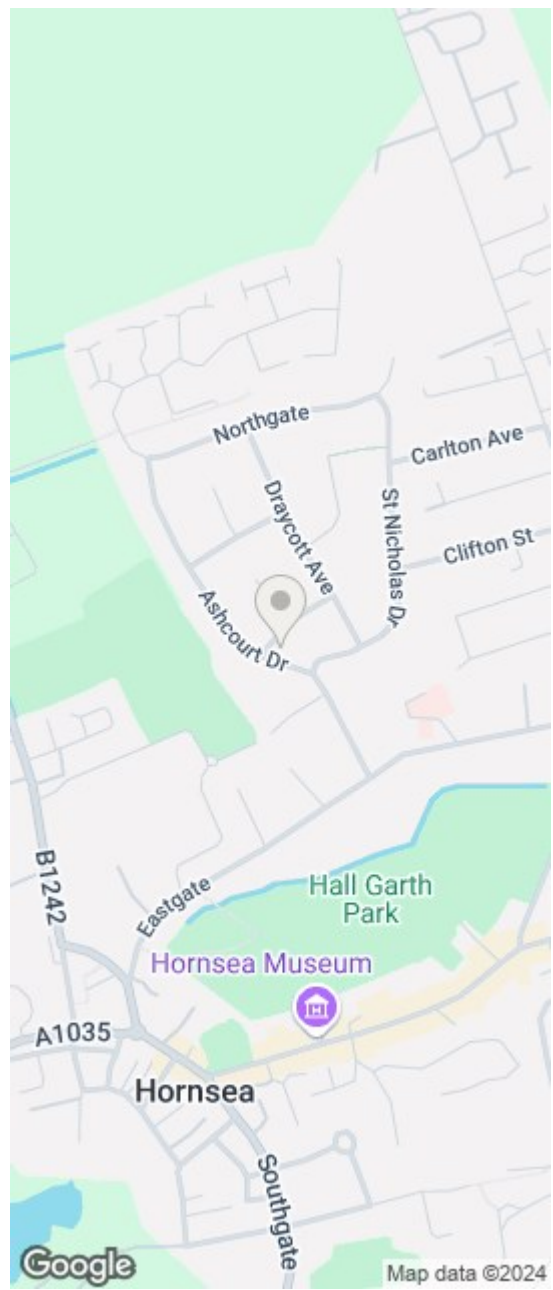 Northgate
Carlton Ave
Draycott Ave
St Nicholas Dr
Clifton St
Ashcourt Dr
B1242
Eastgate
Hall Garth
Park
Hornsea Museum
A1035
Hornsea
Southgate
Google
Map data ©2024